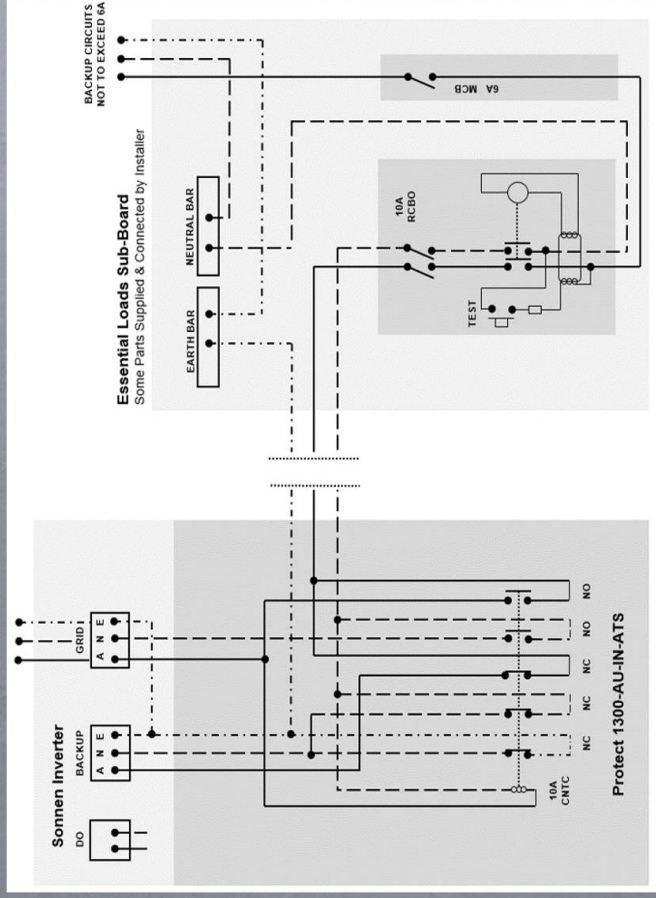 BACKUP CIRCUITS
NOT TO EXCEED 6A
Essential Loads Sub-Board
Some Parts Supplied & Connected by Installer
NEUTRAL BAR
EARTH BAR
6A MCB
10A
RCBO
TEST
Sonnen Inverter
DO
BACKUP
A N E
GRID
A N E
NO
NO
NC
NC
NC
10A
CNTC
Protect 1300-AU-IN-ATS